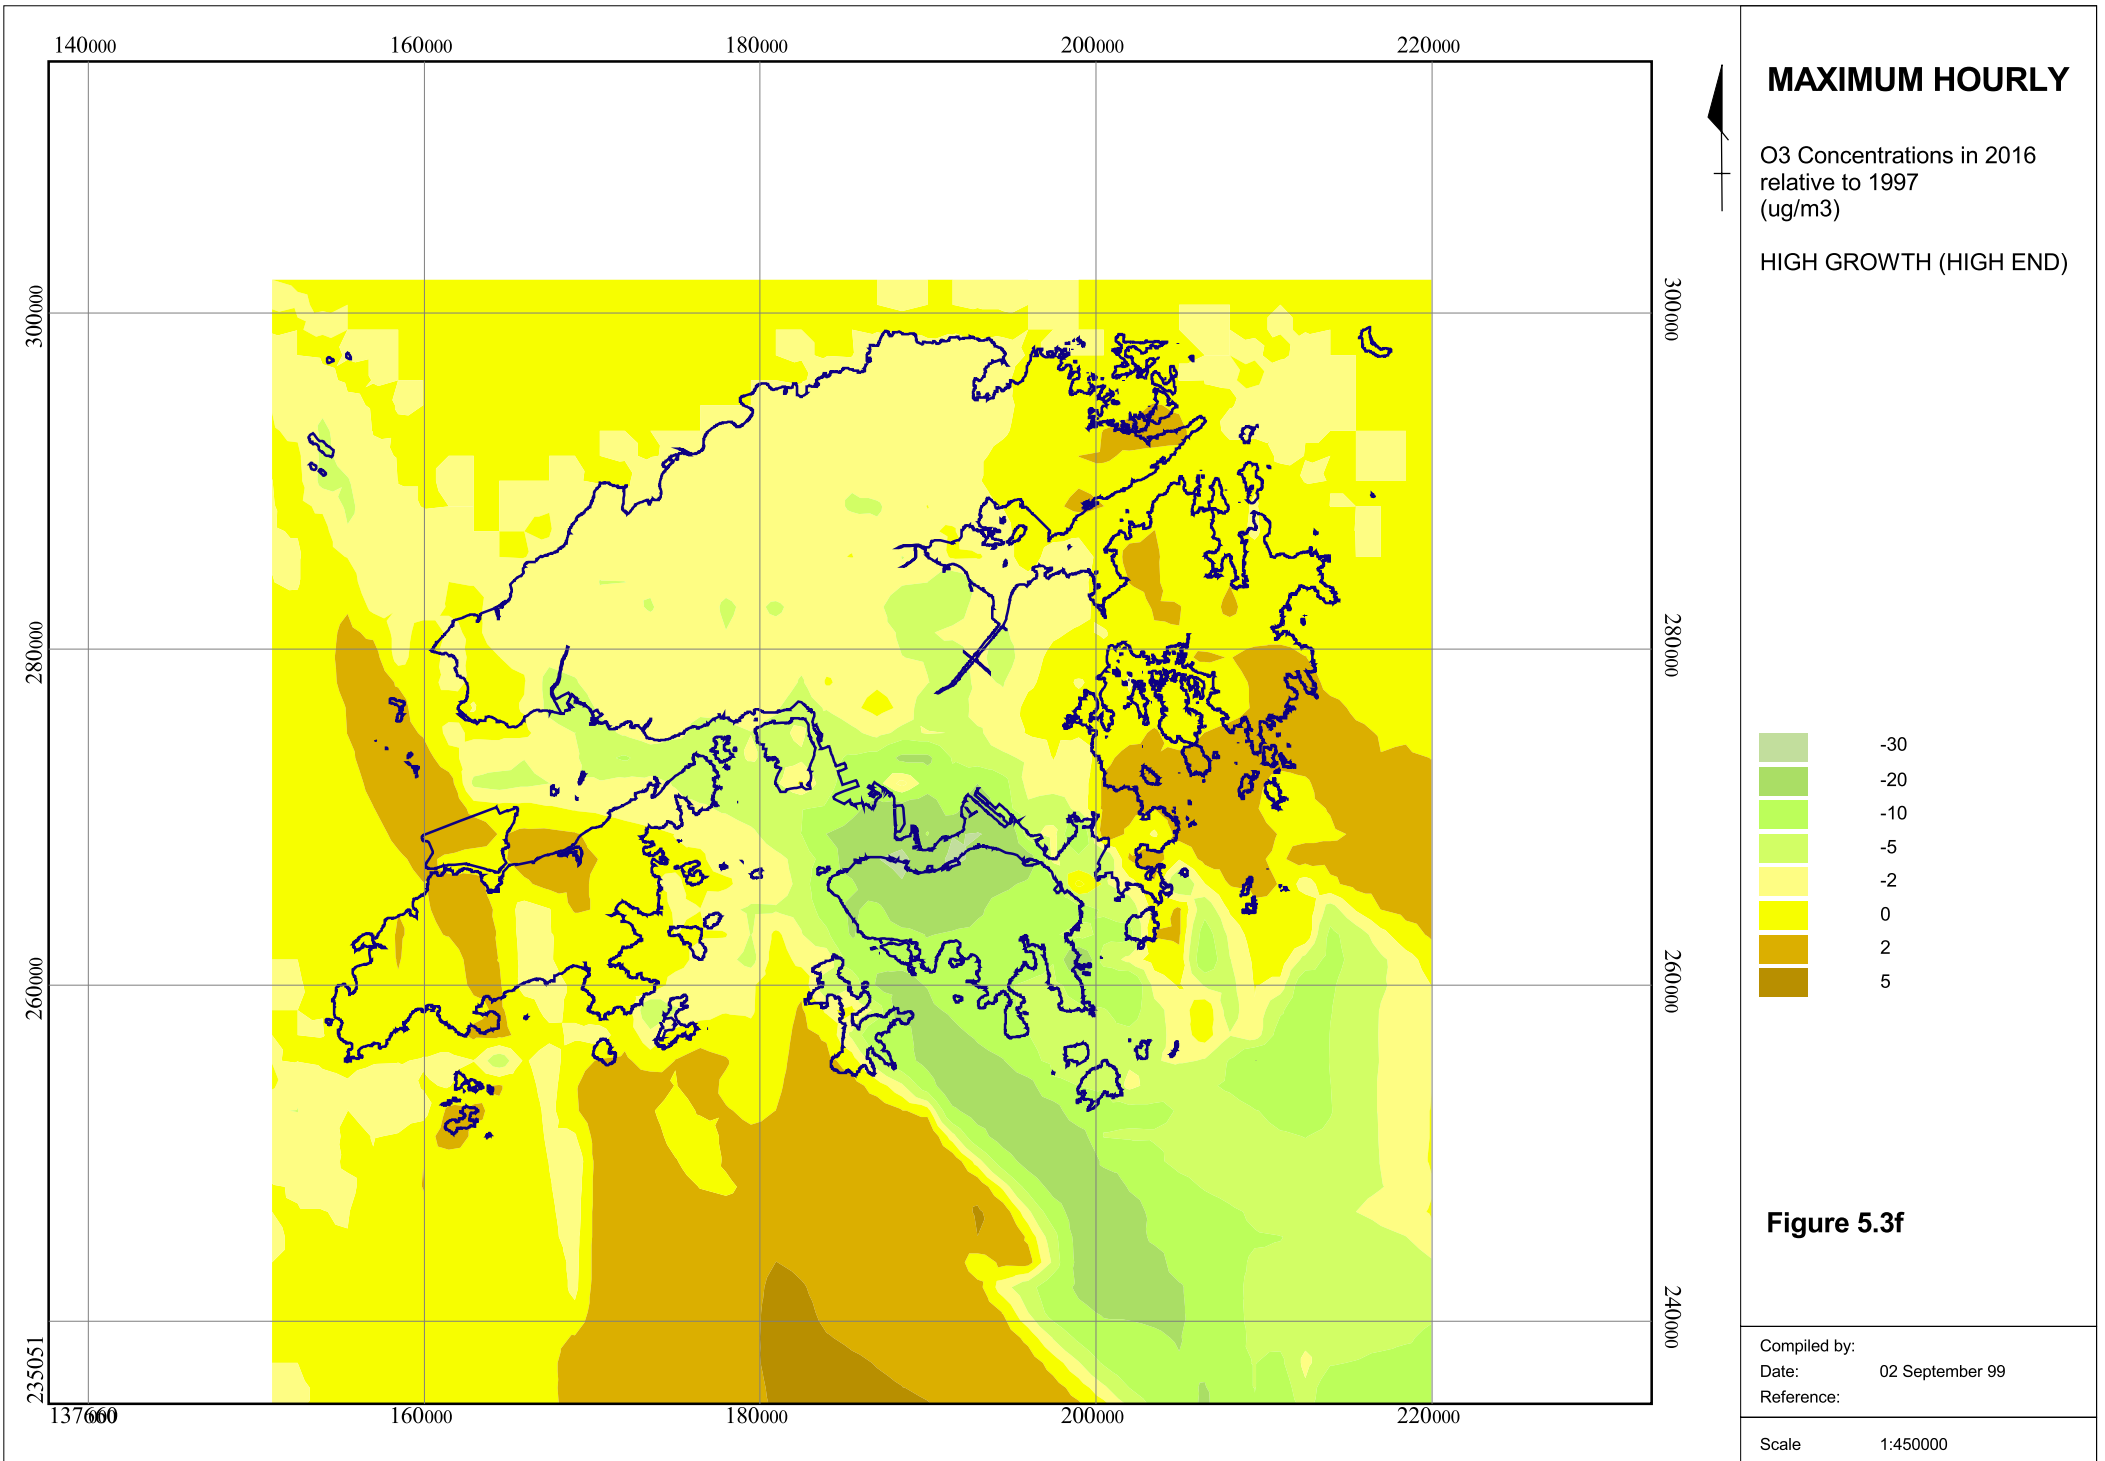 140000 160000 180000 200000 220000
MAXIMUM HOURLY
O3 Concentrations in 2016
relative to 1997
(ug/m3)
HIGH GROWTH (HIGH END)
300000 300000
280000 280000
260000 260000
240000
235051
-30
-20
-10
-5
-2
0
2
5
Figure 5.3f
Compiled by:
Date: 02 September 99
Reference:
Scale 1:450000
160000 180000 200000 220000